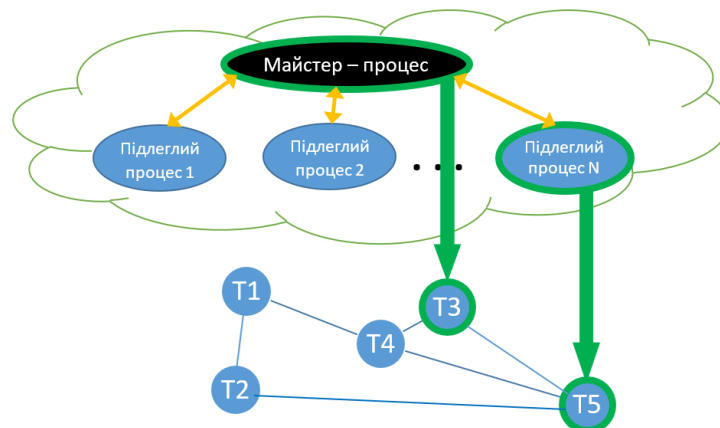 Майстер – процес
Підлеглий
процес 1
Підлеглий
процес 2
. . .
Підлеглий
процес N
T1
T3
T4
T2
T5